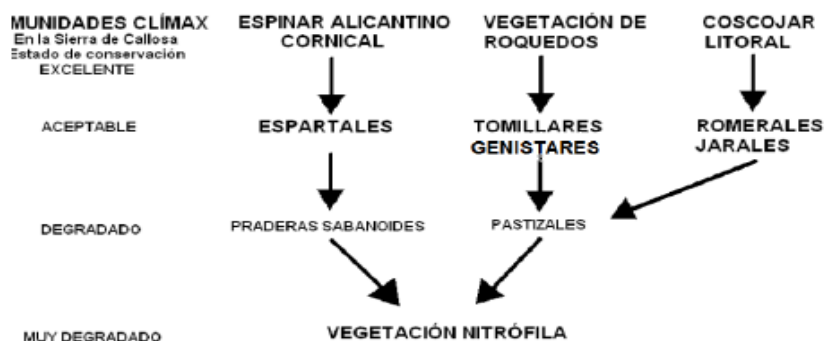 MUNIDADES CLÍMAX
En la Sierra de Callosa
Estado de conservación
EXCELENTE
ESPINAR ALICANTINO
CORNICAL
VEGETACIÓN DE
ROQUEDOS
COSCOJAR
LITORAL
ACEPTABLE
ESPARTALES
TOMILLARES
GENISTARES
ROMERALES
JARALES
DEGRADADO
PRADERAS SABANOIDES
PASTIZALES
MUY DEGRADADO
VEGETACIÓN NITRÓFILA